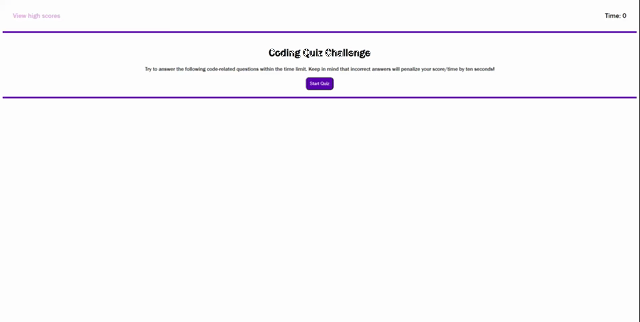 View high scores
Time: 0
Coding Quiz Challenge
Try to answer the following code-related questions within the time limit. Keep in mind that incorrect answers will penalize your score/time by ten seconds!
Start Quiz